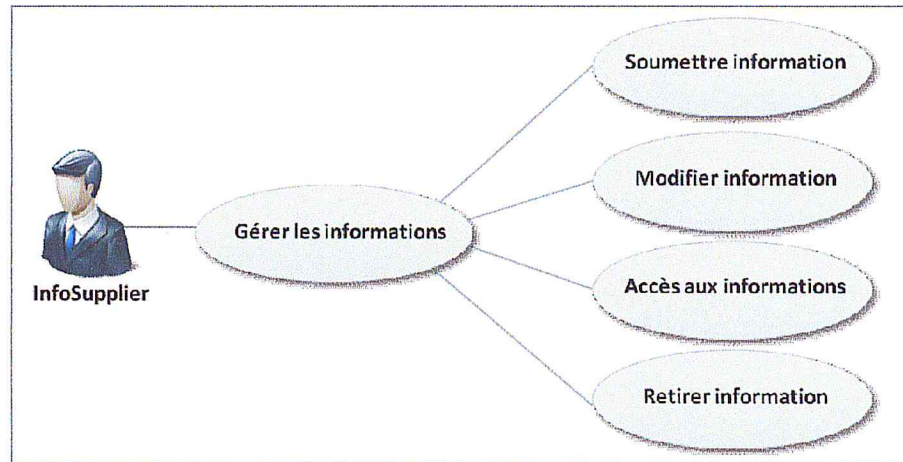 Soumettre information
Modifier information
Gérer les informations
Accès aux informations
InfoSupplier
Retirer information